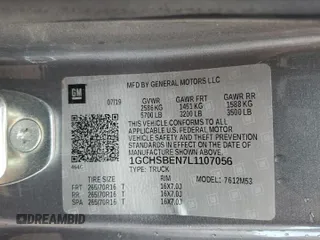 GM
MFD BY GENERAL MOTORS LLC
07/19 GVWR GAWR FRT GAWR RR
2586 KG 1451 KG 1588 KG
5700 LB 3200 LB 3500 LB
THIS VEHICLE CONFORMS TO ALL APPLICABLE
U.S. FEDERAL MOTOR
VEHICLE SAFETY AND THEFT PREVENTION
STANDARDS IN EFFECT ON THE DATE OF
MANUFACTURE SHOWN ABOVE.
1GCHSBEN7L1107056
TYPE: TRUCK MODEL: 7612M53
TIRE SIZE RIM
FRT 265/70R16 T 16X7.0J
RR 265/70R16 T 16X7.0J
SPA 265/70R16 T 16X7.0J
DREAMBID